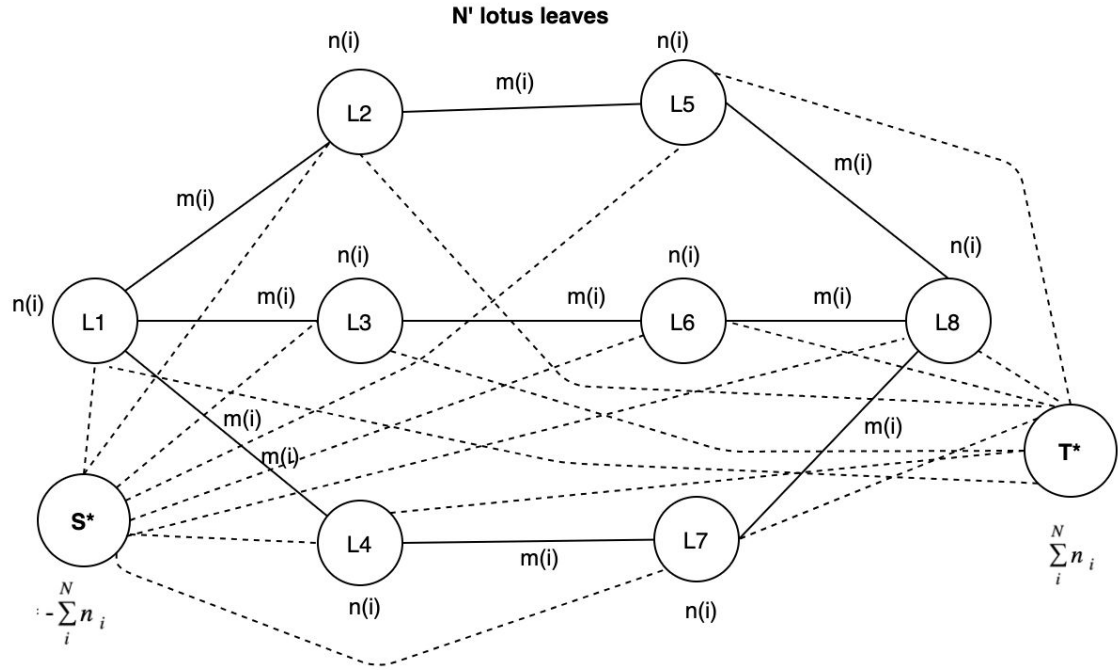 N' lotus leaves
n(i)
n(i)
L2
m(i)
L5
m(i)
m(i)
n(i)
n(i)
n(i)
n(i)
L1
m(i)
L3
m(i)
L6
m(i)
L8
m(i)
m(i)
m(i)
T*
S*
L4
m(i)
L7
N
∑ n i
i
n(i)
n(i)
N
: - ∑ n i
i